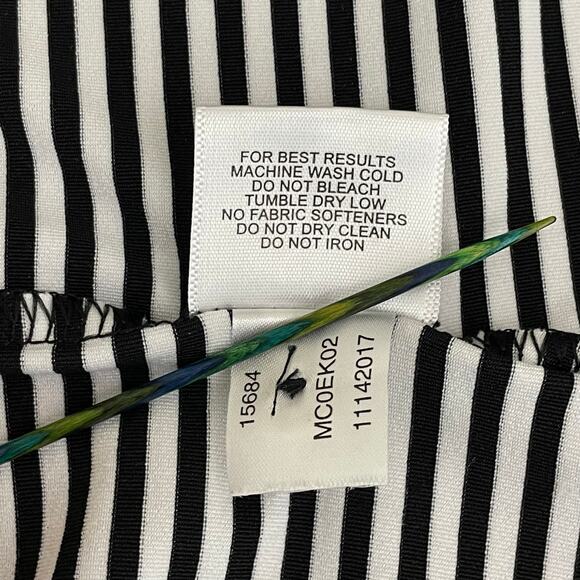 FOR BEST RESULTS
MACHINE WASH COLD
DO NOT BLEACH
TUMBLE DRY LOW
NO FABRIC SOFTENERS
DO NOT DRY CLEAN
DO NOT IRON
15684
MC0EK02
11142017